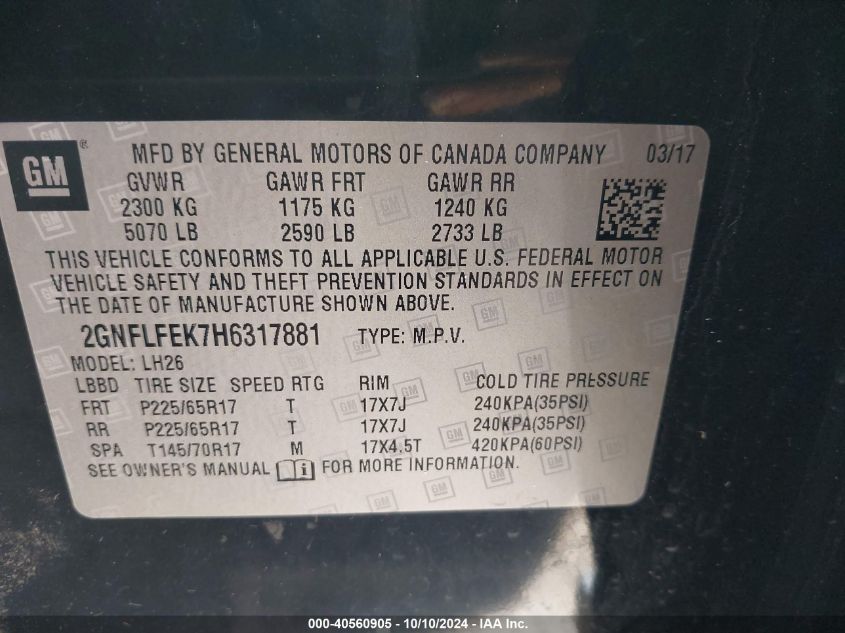 GM ® MFD BY GENERAL MOTORS OF CANADA COMPANY 03/17
GVWR GAWR FRT GAWR RR
2300 KG 1175 KG 1240 KG
5070 LB 2590 LB 2733 LB
THIS VEHICLE CONFORMS TO ALL APPLICABLE U.S. FEDERAL MOTOR
VEHICLE SAFETY AND THEFT PREVENTION STANDARDS IN EFFECT ON
THE DATE OF MANUFACTURE SHOWN ABOVE.
2GNFLFEK7H6317881 TYPE: M.P.V.
MODEL: LH26
LBBD TIRE SIZE SPEED RTG RIM COLD TIRE PRESSURE
FRT P225/65R17 T 17X7J 240KPA(35PSI)
RR P225/65R17 T 17X7J 240KPA(35PSI)
SPA T145/70R17 M 17X4.5T 420KPA(60PSI)
SEE OWNER'S MANUAL i FOR MORE INFORMATION.
000-40560905 - 10/10/2024 - IAA Inc.